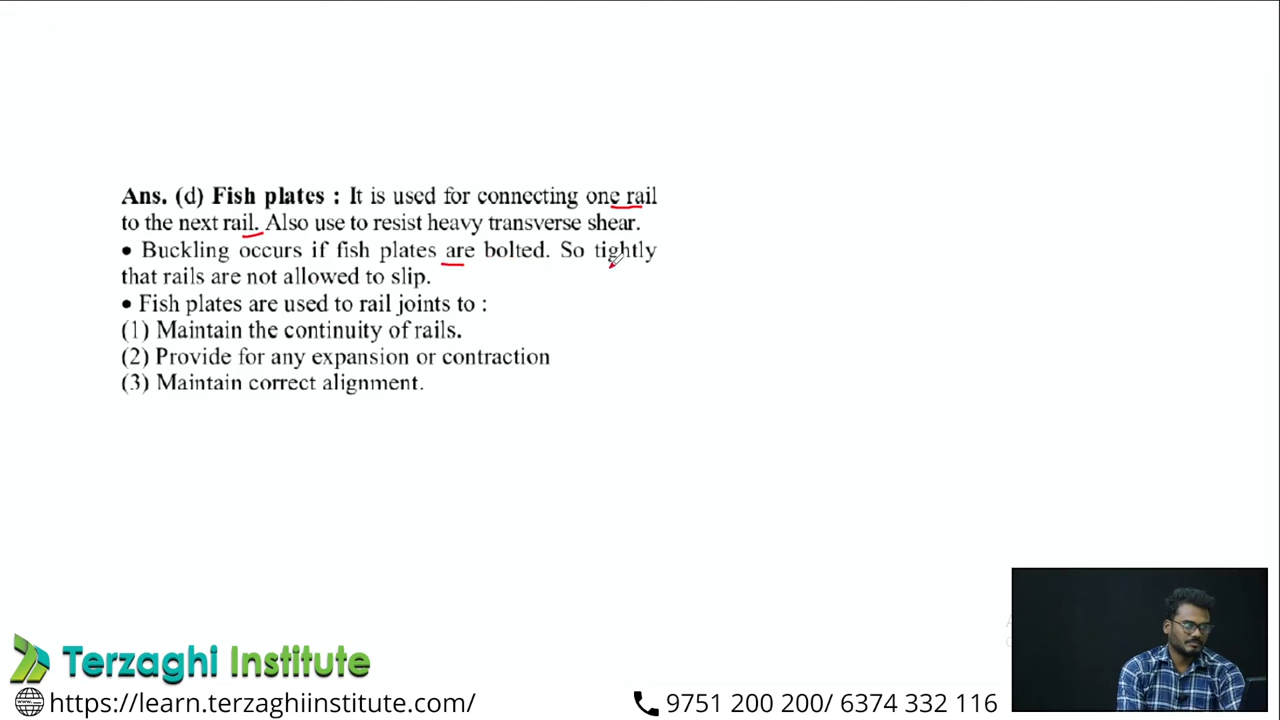 Ans. (d) Fish plates : It is used for connecting one rail
to the next rail. Also use to resist heavy transverse shear.
• Buckling occurs if fish plates are bolted. So tightly
that rails are not allowed to slip.
• Fish plates are used to rail joints to :
(1) Maintain the continuity of rails.
(2) Provide for any expansion or contraction
(3) Maintain correct alignment.
Terzaghi Institute
https://learn.terzaghiinstitute.com/
9751 200 200/ 6374 332 116